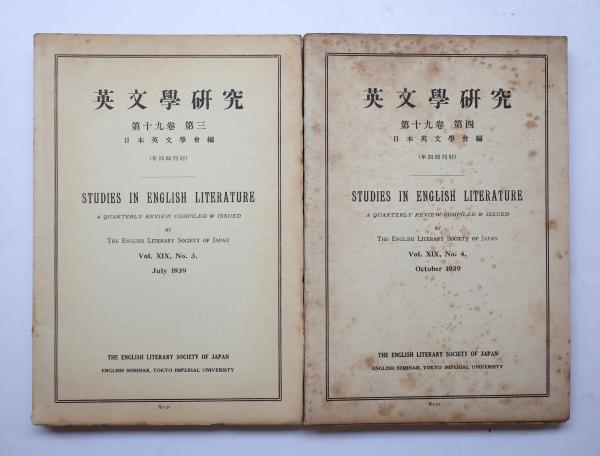 英文學硏究
第十九卷 第三
日本英文學會編
(年四囘刊行)
STUDIES IN ENGLISH LITERATURE
A QUARTERLY REVIEW COMPILED & ISSUED
BY
THE ENGLISH LITERARY SOCIETY OF JAPAN
Vol. XIX, No. 3.
July 1939
THE ENGLISH LITERARY SOCIETY OF JAPAN
ENGLISH SEMINAR, TOKYO IMPERIAL UNIVERSITY
英文學硏究
第十九卷 第四
日本英文學會編
(年四囘刊行)
STUDIES IN ENGLISH LITERATURE
A QUARTERLY REVIEW COMPILED & ISSUED
BY
THE ENGLISH LITERARY SOCIETY OF JAPAN
Vol. XIX, No. 4,
October 1939
THE ENGLISH LITERARY SOCIETY OF JAPAN
ENGLISH SEMINAR, TOKYO IMPERIAL UNIVERSITY